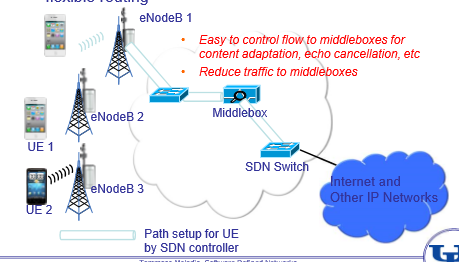 flexible routing
eNodeB 1
• Easy to control flow to middleboxes for
content adaptation, echo cancellation, etc
• Reduce traffic to middleboxes
eNodeB 2
Middlebox
UE 1
SDN Switch
eNodeB 3
Internet and
Other IP Networks
UE 2
Path setup for UE
by SDN controller